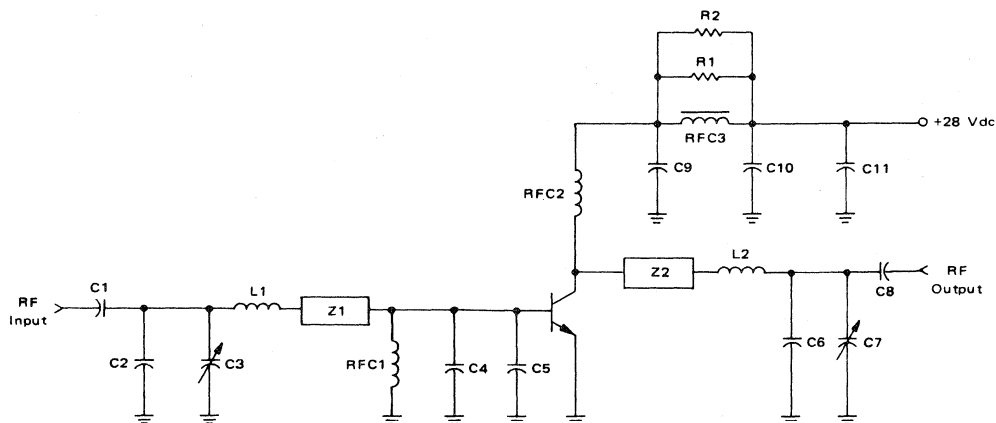 R2
R1
RFC3
+28 Vdc
C9
C10
C11
RFC2
L2
Z2
C8
RF
Output
C1
L1
RF
Input
Z1
C2
C3
RFC1
C4
C5
C6
C7